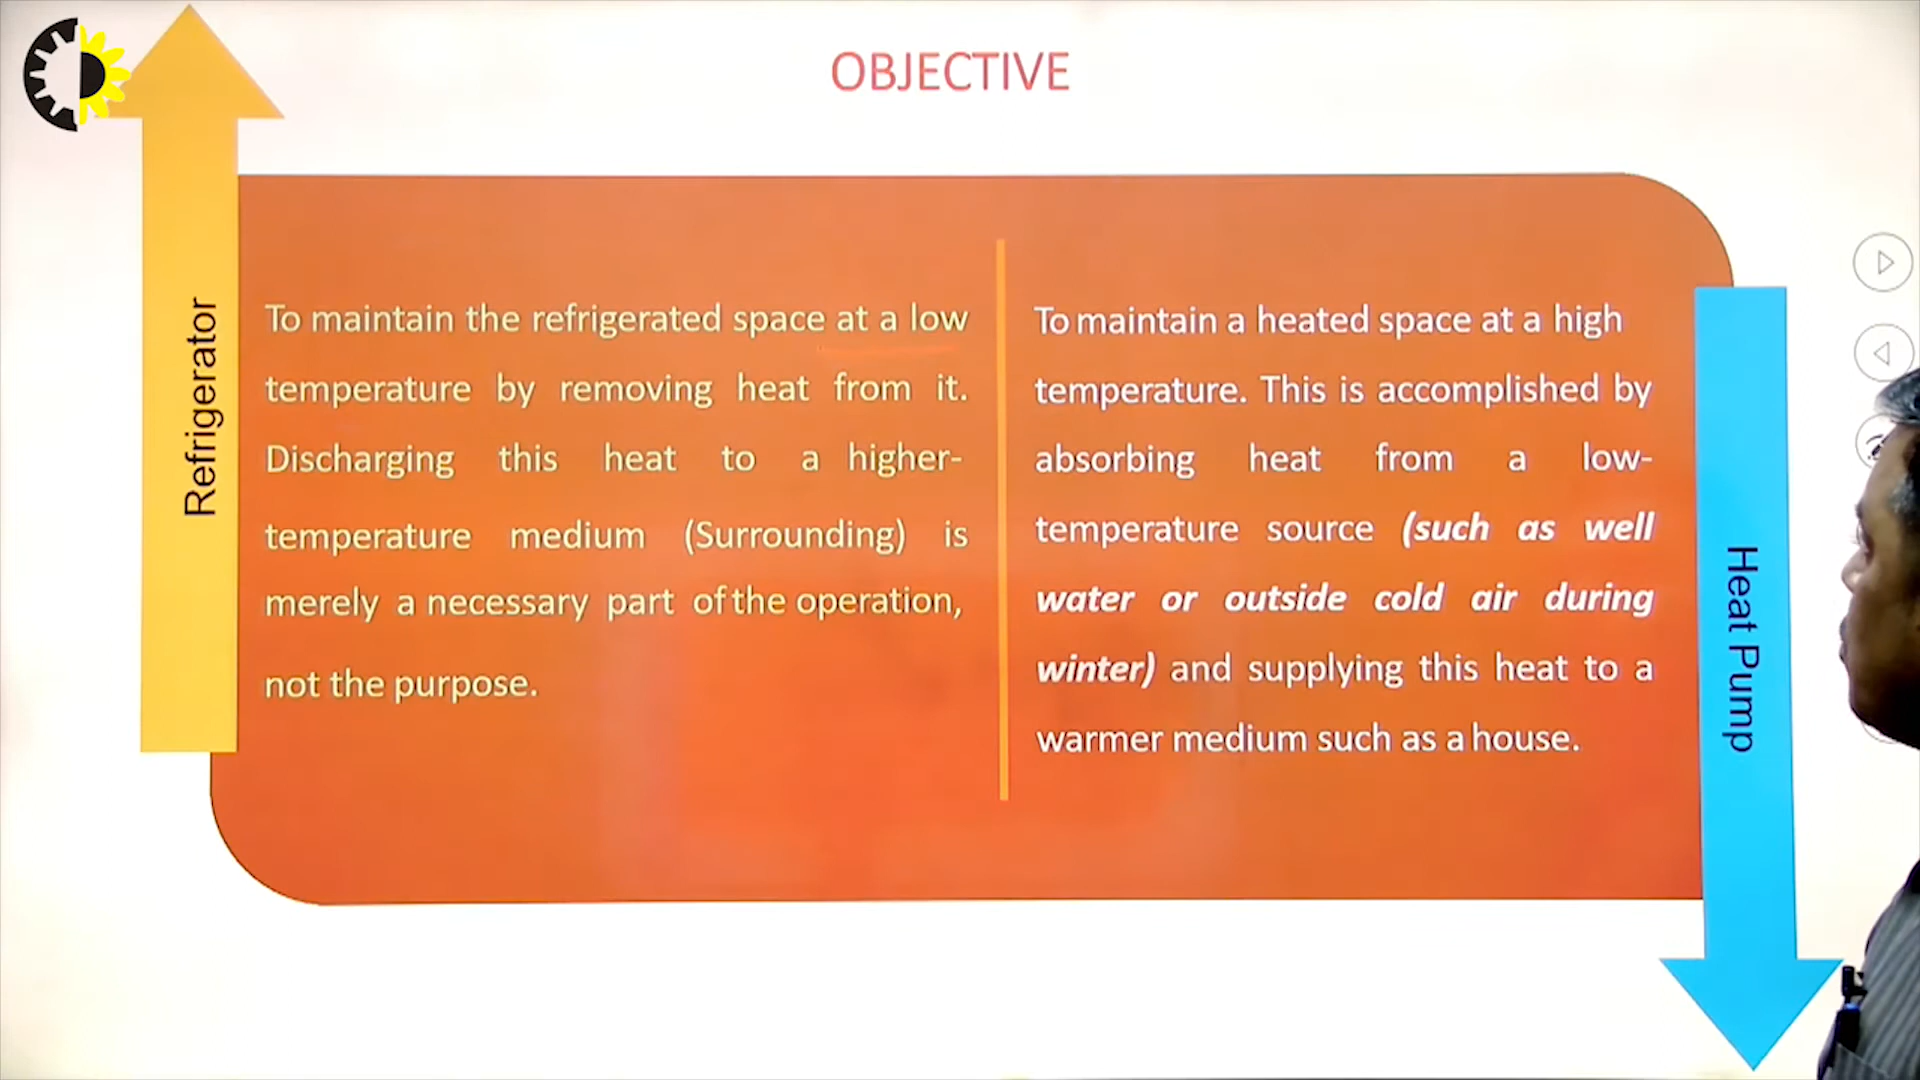 OBJECTIVE
Refrigerator
To maintain the refrigerated space at a low
temperature by removing heat from it.
Discharging this heat to a higher-
temperature medium (Surrounding) is
merely a necessary part of the operation,
not the purpose.
To maintain a heated space at a high
temperature. This is accomplished by
absorbing heat from a low-
temperature source (such as well
water or outside cold air during
winter) and supplying this heat to a
warmer medium such as a house.
Heat Pump